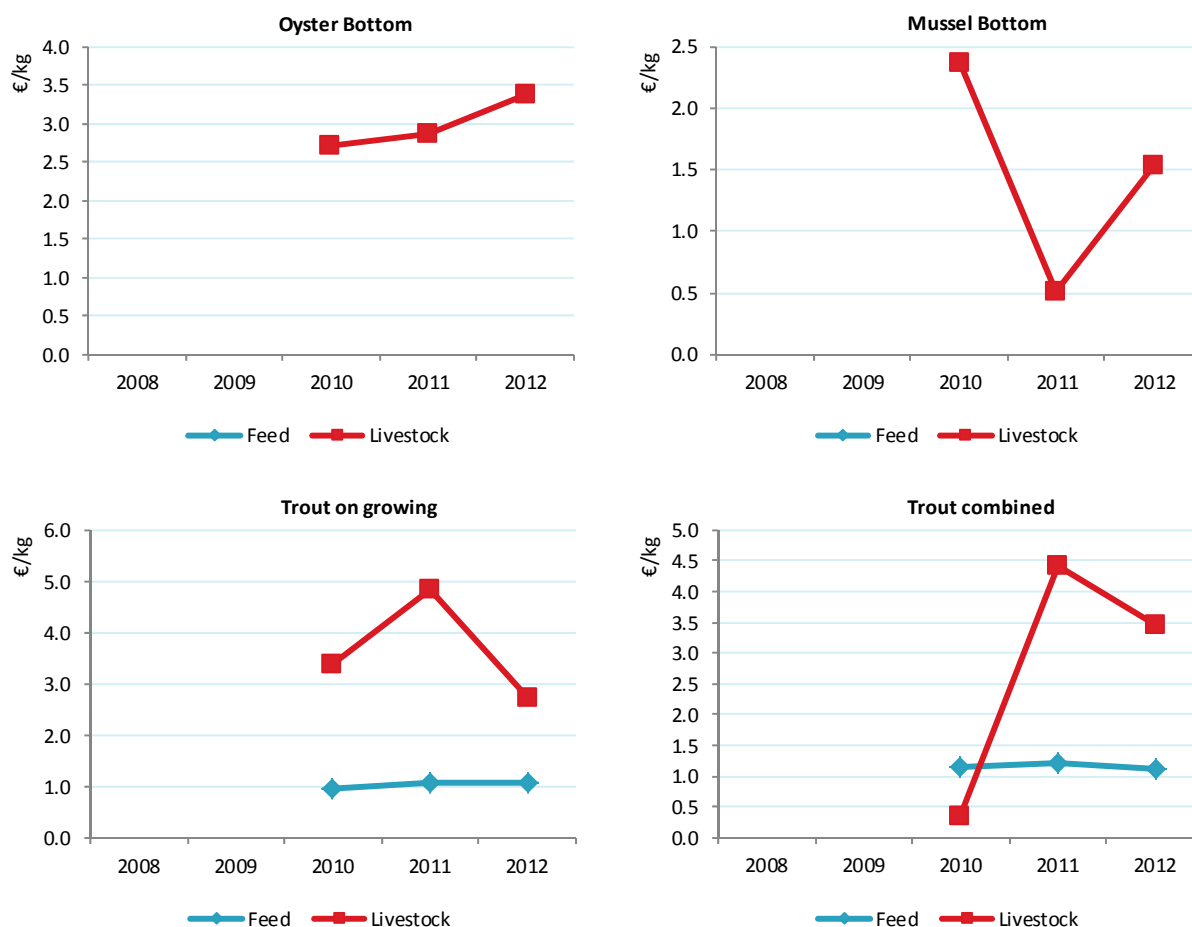 Oyster Bottom
€/kg
4.0
3.5
3.0
2.5
2.0
1.5
1.0
0.5
0.0
2008 2009 2010 2011 2012
Feed Livestock
Mussel Bottom
€/kg
2.5
2.0
1.5
1.0
0.5
0.0
2008 2009 2010 2011 2012
Feed Livestock
Trout on growing
€/kg
6.0
5.0
4.0
3.0
2.0
1.0
0.0
2008 2009 2010 2011 2012
Feed Livestock
Trout combined
€/kg
5.0
4.5
4.0
3.5
3.0
2.5
2.0
1.5
1.0
0.5
0.0
2008 2009 2010 2011 2012
Feed Livestock